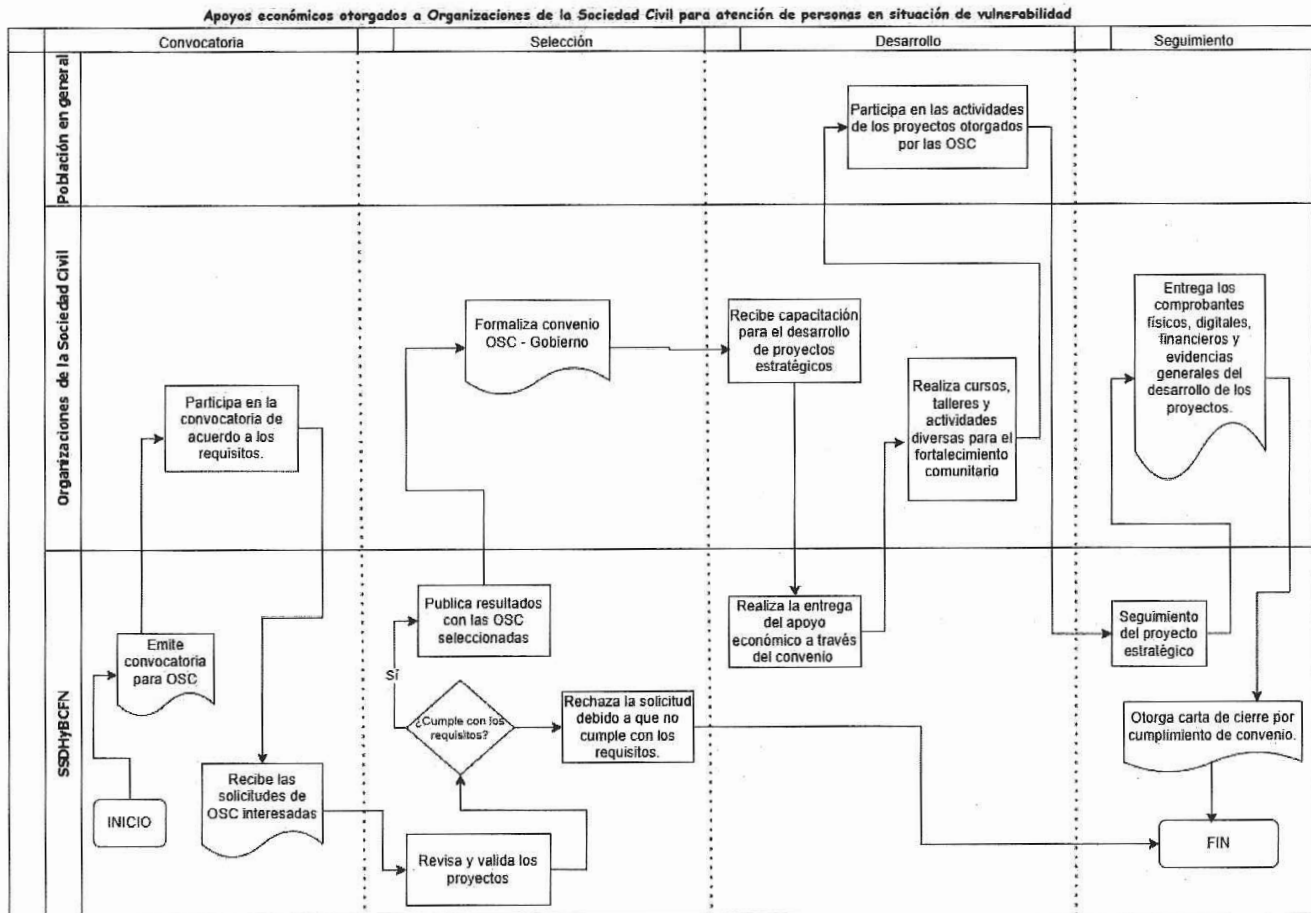 Apoyos económicos otorgados a Organizaciones de la Sociedad Civil para atención de personas en situación de vulnerabilidad
Convocatoria
Selección
Desarrollo
Seguimiento
Población en general
Participa en las actividades
de los proyectos otorgados
por las OSC
Organizaciones de la Sociedad Civil
Participa en la
convocatoria de
acuerdo a los
requisitos.
Formaliza convenio
OSC - Gobierno
Recibe capacitación
para el desarrollo
de proyectos
estratégicos
Realiza cursos,
talleres y
actividades
diversas para el
fortalecimiento
comunitario
Entrega los
comprobantes
físicos, digitales,
financieros y
evidencias
generales del
desarrollo de los
proyectos.
SSDHyBCFN
INICIO
Emite
convocatoria
para OSC
Recibe las
solicitudes de
OSC interesadas
Revisa y valida los
proyectos
¿Cumple con los
requisitos?
sí
Publica resultados
con las OSC
seleccionadas
Rechaza la solicitud
debido a que no
cumple con los
requisitos.
Realiza la entrega
del apoyo
económico a través
del convenio
Seguimiento
del proyecto
estratégico
Otorga carta de cierre por
cumplimiento de convenio.
FIN